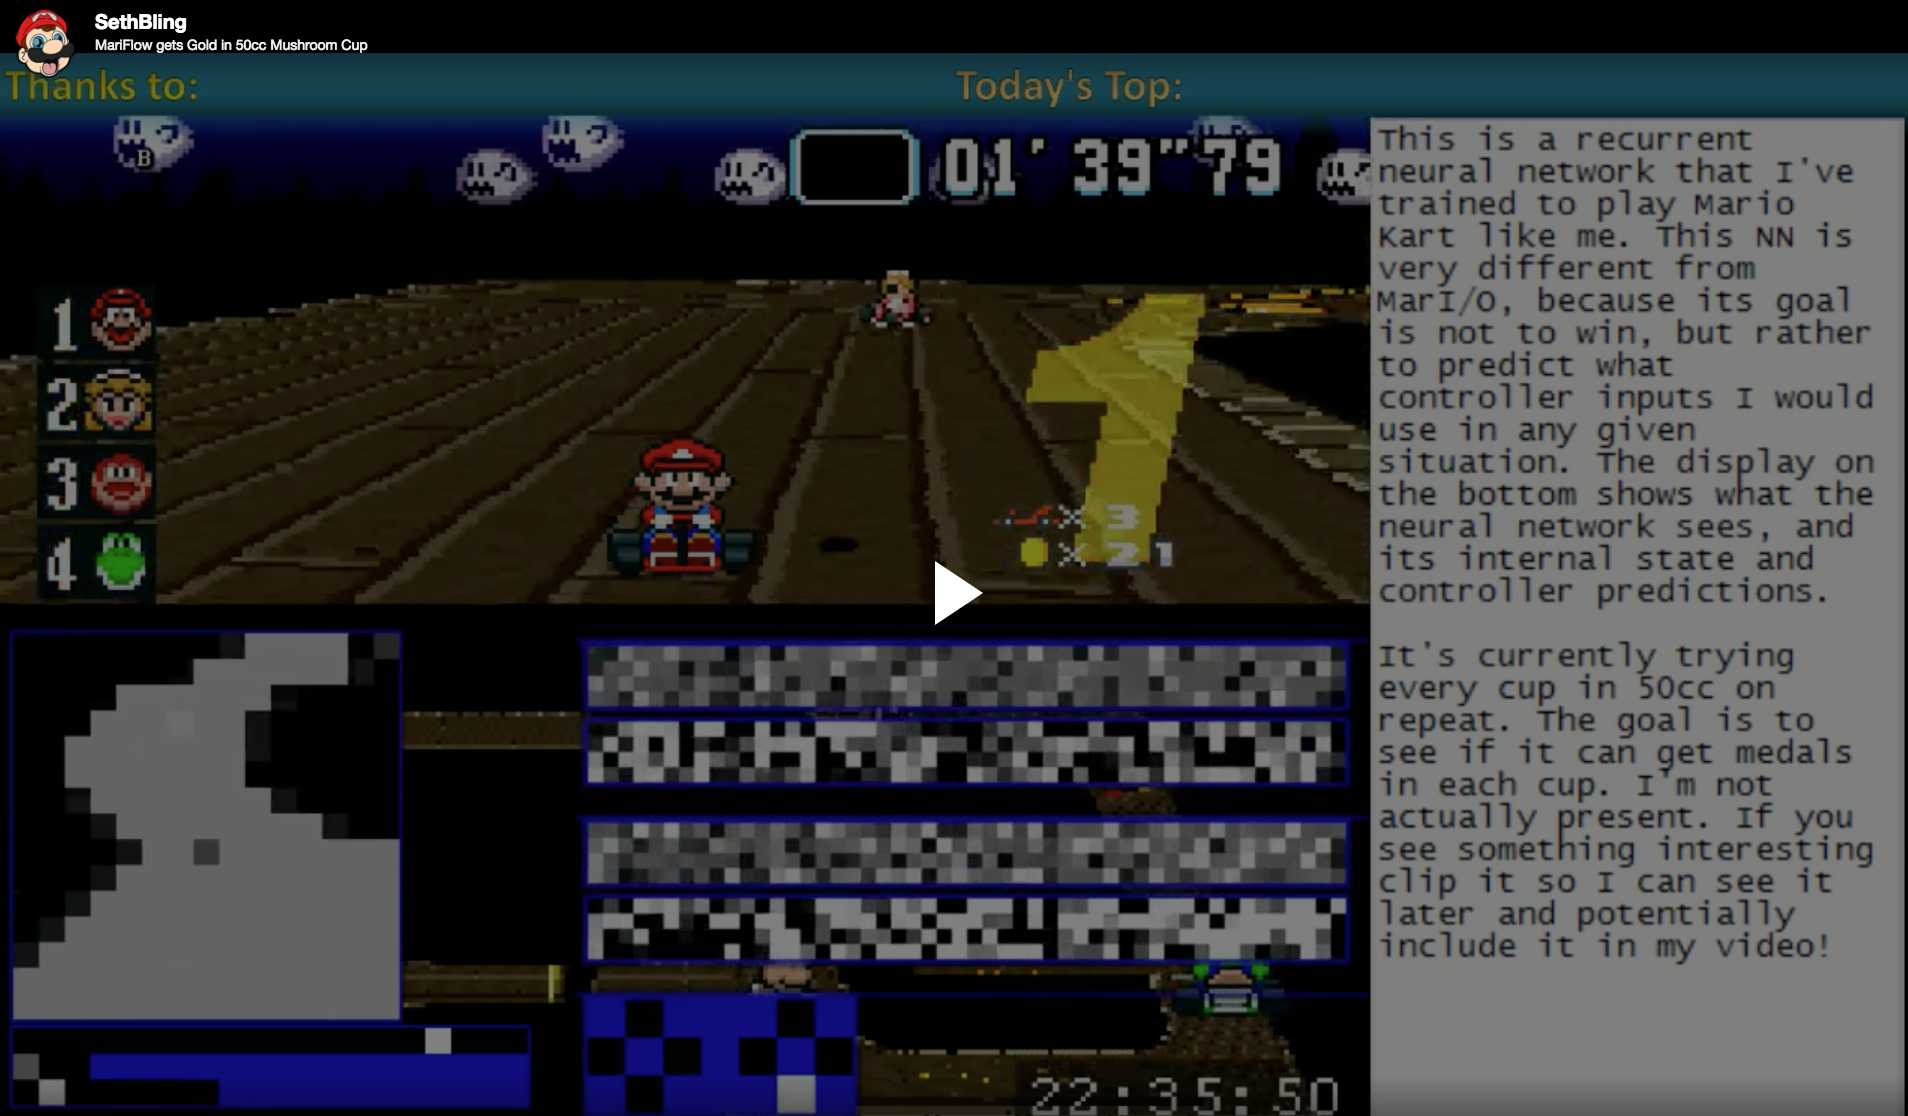 SethBling
MariFlow gets Gold in 50cc Mushroom Cup
Thanks to:
Today's Top:
B
01'39"79
1
2
3
4
x 3
x 21
This is a recurrent
neural network that I've
trained to play Mario
Kart like me. This NN is
very different from
MarI/O, because its goal
is not to win, but rather
to predict what
controller inputs I would
use in any given
situation. The display on
the bottom shows what the
neural network sees, and
its internal state and
controller predictions.
It's currently trying
every cup in 50cc on
repeat. The goal is to
see if it can get medals
in each cup. I'm not
actually present. If you
see something interesting
clip it so I can see it
later and potentially
include it in my video!
22:35:50